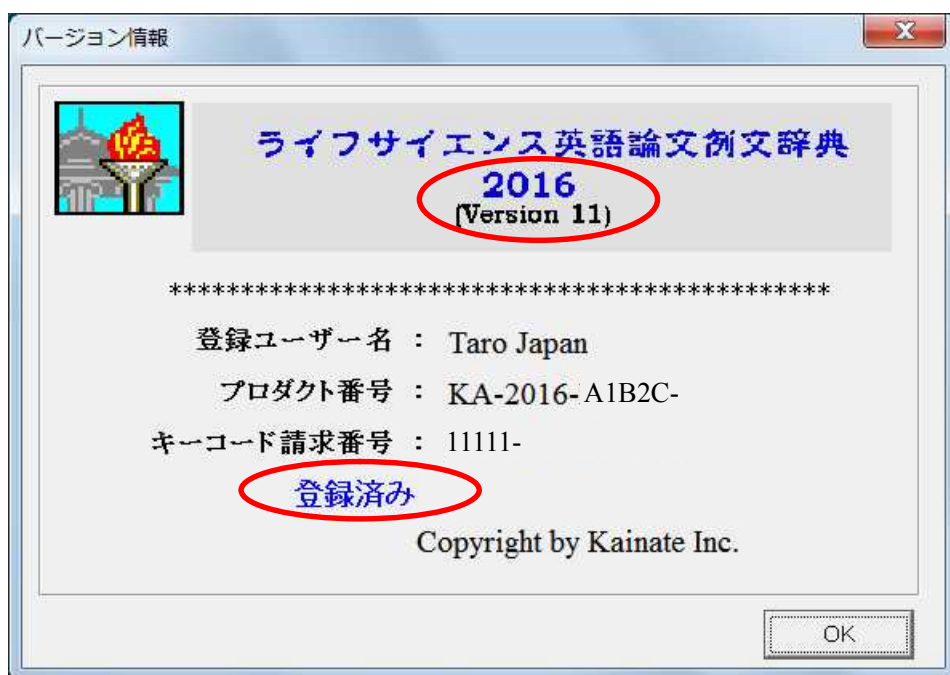 バージョン情報
ライフサイエンス英語論文例文辞典
2016
(Version 11)
**********************************************
登録ユーザー名 : Taro Japan
プロダクト番号 : KA-2016-A1B2C-
キーコード請求番号 : 11111-
登録済み
Copyright by Kainate Inc.
OK